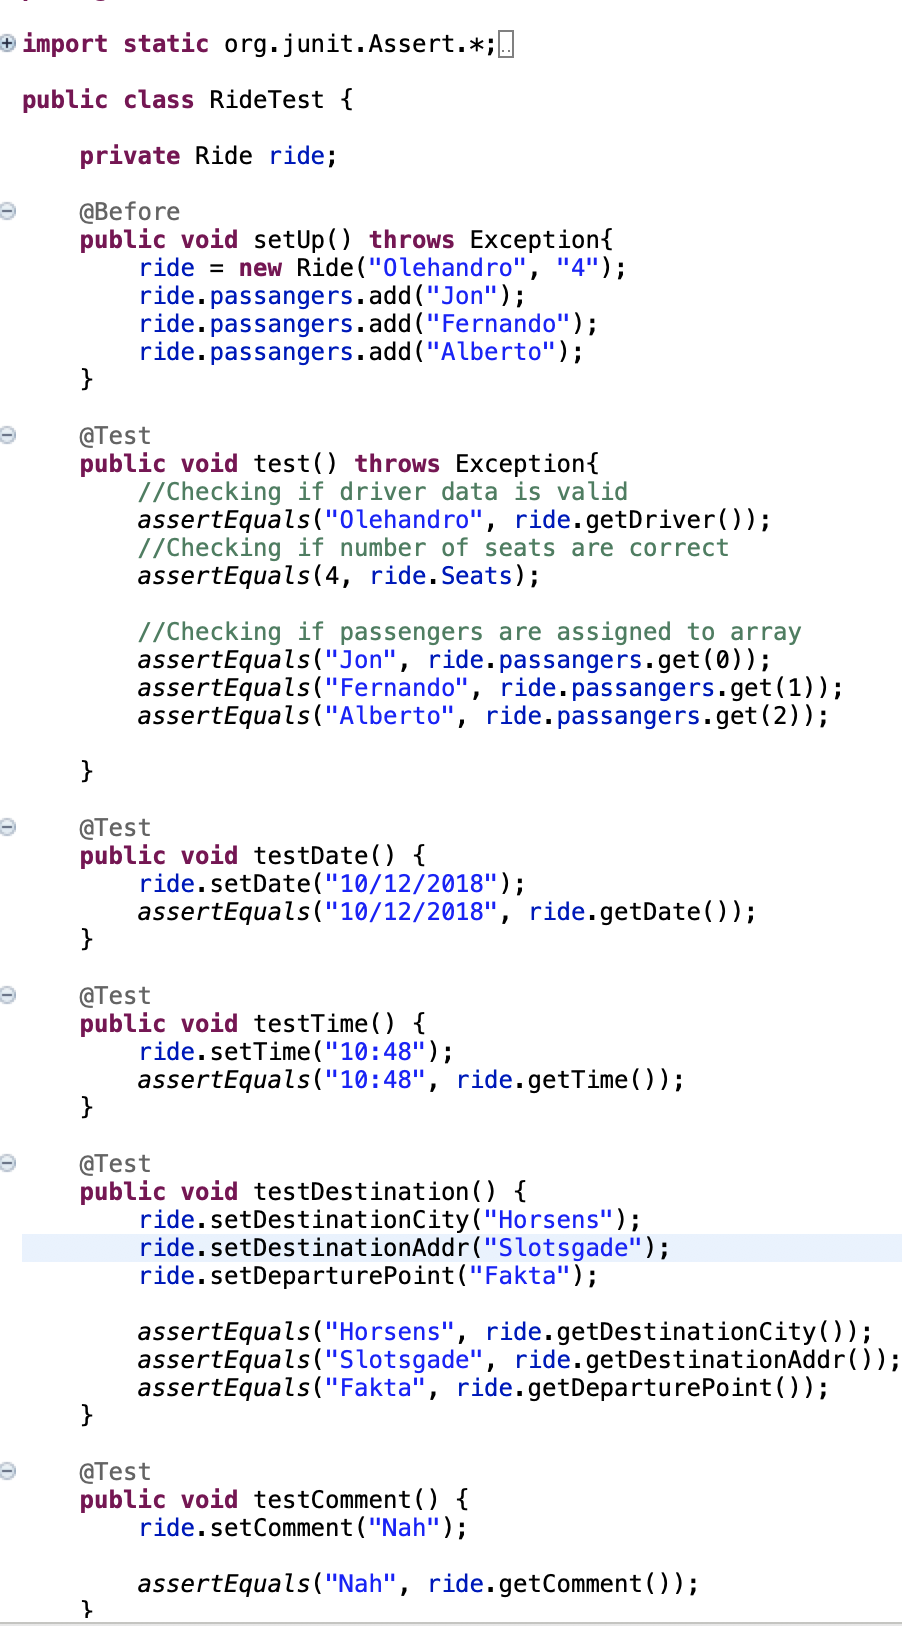 import static org.junit.Assert.*;
public class RideTest {
private Ride ride;
@Before
public void setUp() throws Exception{
ride = new Ride("Olehandro", "4");
ride.passangers.add("Jon");
ride.passangers.add("Fernando");
ride.passangers.add("Alberto");
}
@Test
public void test() throws Exception{
//Checking if driver data is valid
assertEquals("Olehandro", ride.getDriver());
//Checking if number of seats are correct
assertEquals(4, ride.Seats);
//Checking if passengers are assigned to array
assertEquals("Jon", ride.passangers.get(0));
assertEquals("Fernando", ride.passangers.get(1));
assertEquals("Alberto", ride.passangers.get(2));
}
@Test
public void testDate() {
ride.setDate("10/12/2018");
assertEquals("10/12/2018", ride.getDate());
}
@Test
public void testTime() {
ride.setTime("10:48");
assertEquals("10:48", ride.getTime());
}
@Test
public void testDestination() {
ride.setDestinationCity("Horsens");
ride.setDestinationAddr("Slotsgade");
ride.setDeparturePoint("Fakta");
assertEquals("Horsens", ride.getDestinationCity());
assertEquals("Slotsgade", ride.getDestinationAddr());
assertEquals("Fakta", ride.getDeparturePoint());
}
@Test
public void testComment() {
ride.setComment("Nah");
assertEquals("Nah", ride.getComment());
}